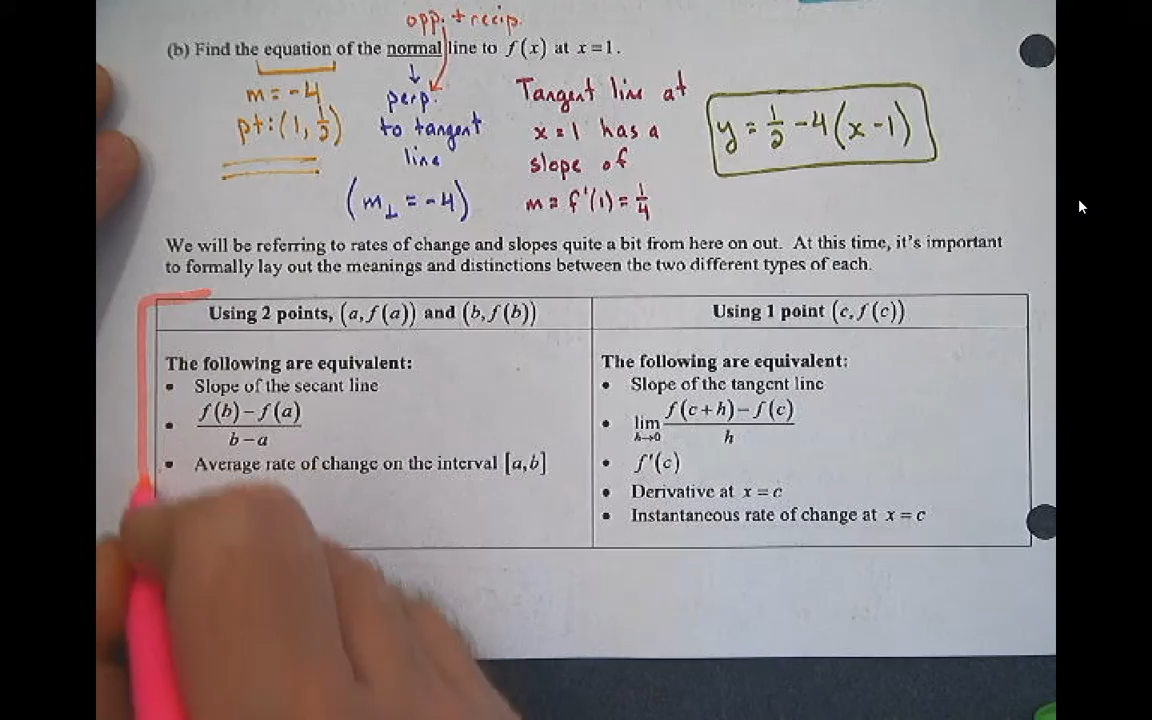 opp. + recip.
(b) Find the equation of the normal line to f(x) at x=1.
m = -4
pt: (1, 1/2)
↓
perp.
to tangent
line
(m⊥ = -4)
Tangent line at
x = 1 has a
slope of
m = f'(1) = 1/4
y = 1/2 - 4(x - 1)
We will be referring to rates of change and slopes quite a bit from here on out. At this time, it's important
to formally lay out the meanings and distinctions between the two different types of each.
Using 2 points, (a, f(a)) and (b, f(b))
The following are equivalent:
• Slope of the secant line
• f(b)-f(a) / b-a
• Average rate of change on the interval [a,b]
Using 1 point (c, f(c))
The following are equivalent:
• Slope of the tangent line
• lim h→0 f(c+h)-f(c) / h
• f'(c)
• Derivative at x = c
• Instantaneous rate of change at x = c